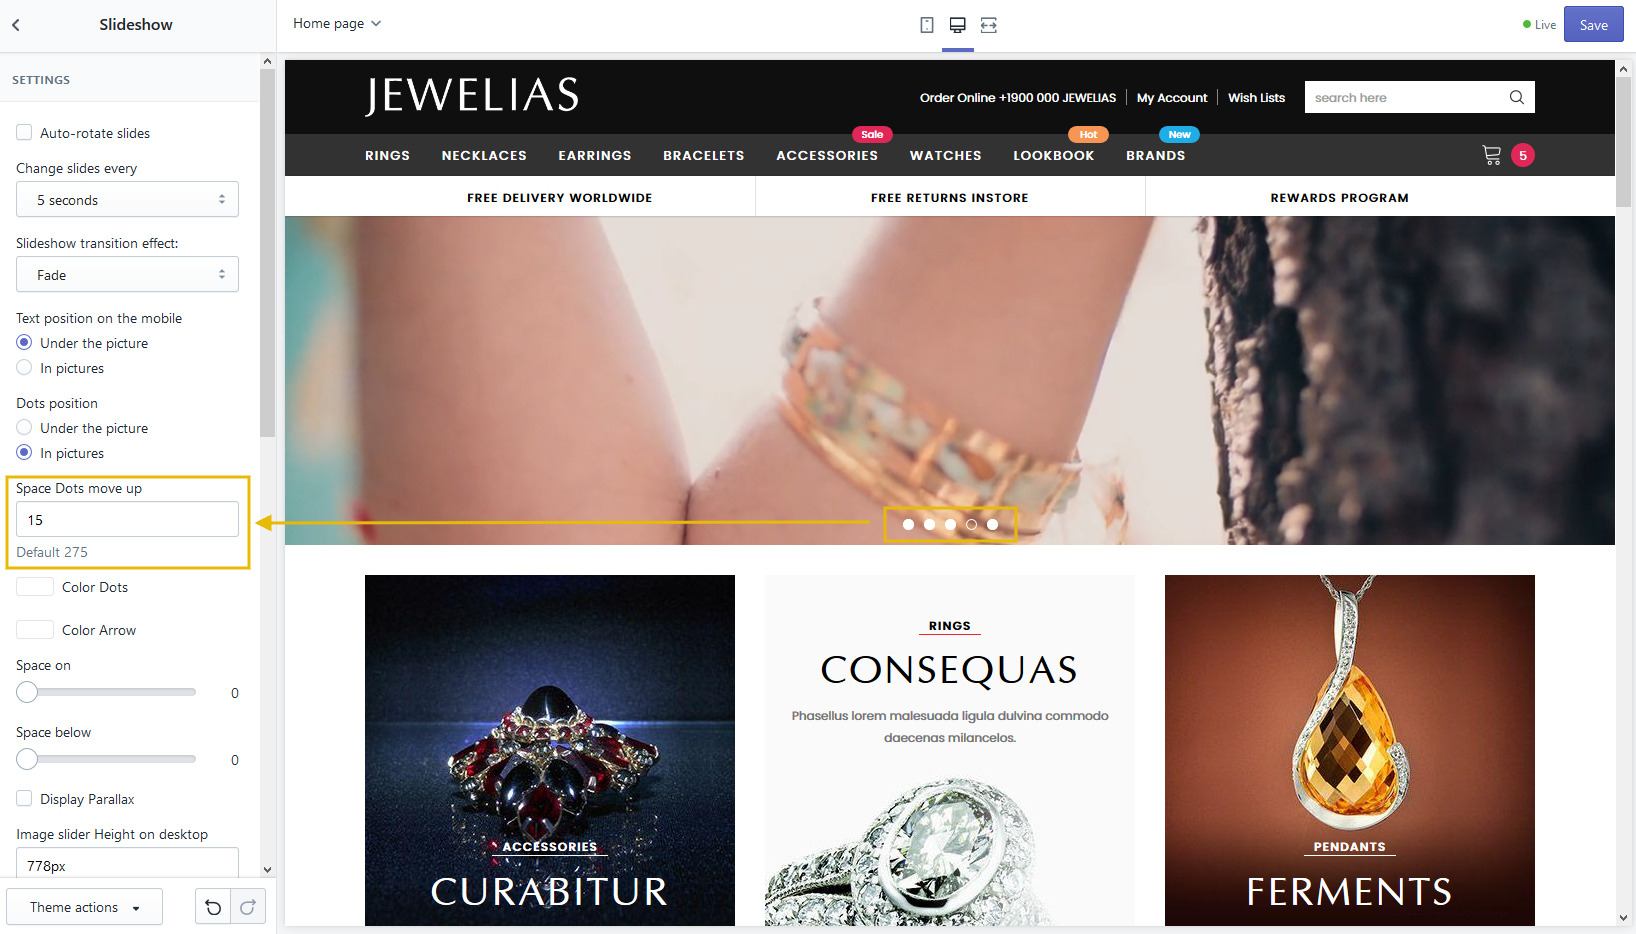 Slideshow
Home page
Live
Save
SETTINGS
Auto-rotate slides
Change slides every
5 seconds
Slideshow transition effect:
Fade
Text position on the mobile
Under the picture
In pictures
Dots position
Under the picture
In pictures
Space Dots move up
15
Default 275
Color Dots
Color Arrow
Space on
0
Space below
0
Display Parallax
Image slider Height on desktop
778px
Theme actions
JEWELIAS
Order Online +1900 000 JEWELIAS
My Account
Wish Lists
search here
Sale
Hot
New
RINGS
NECKLACES
EARRINGS
BRACELETS
ACCESSORIES
WATCHES
LOOKBOOK
BRANDS
5
FREE DELIVERY WORLDWIDE
FREE RETURNS INSTORE
REWARDS PROGRAM
ACCESSORIES
CURABITUR
RINGS
CONSEQUAS
Phasellus lorem malesuada ligula dulvina commodo
daecenas milancelos.
PENDANTS
FERMENTS